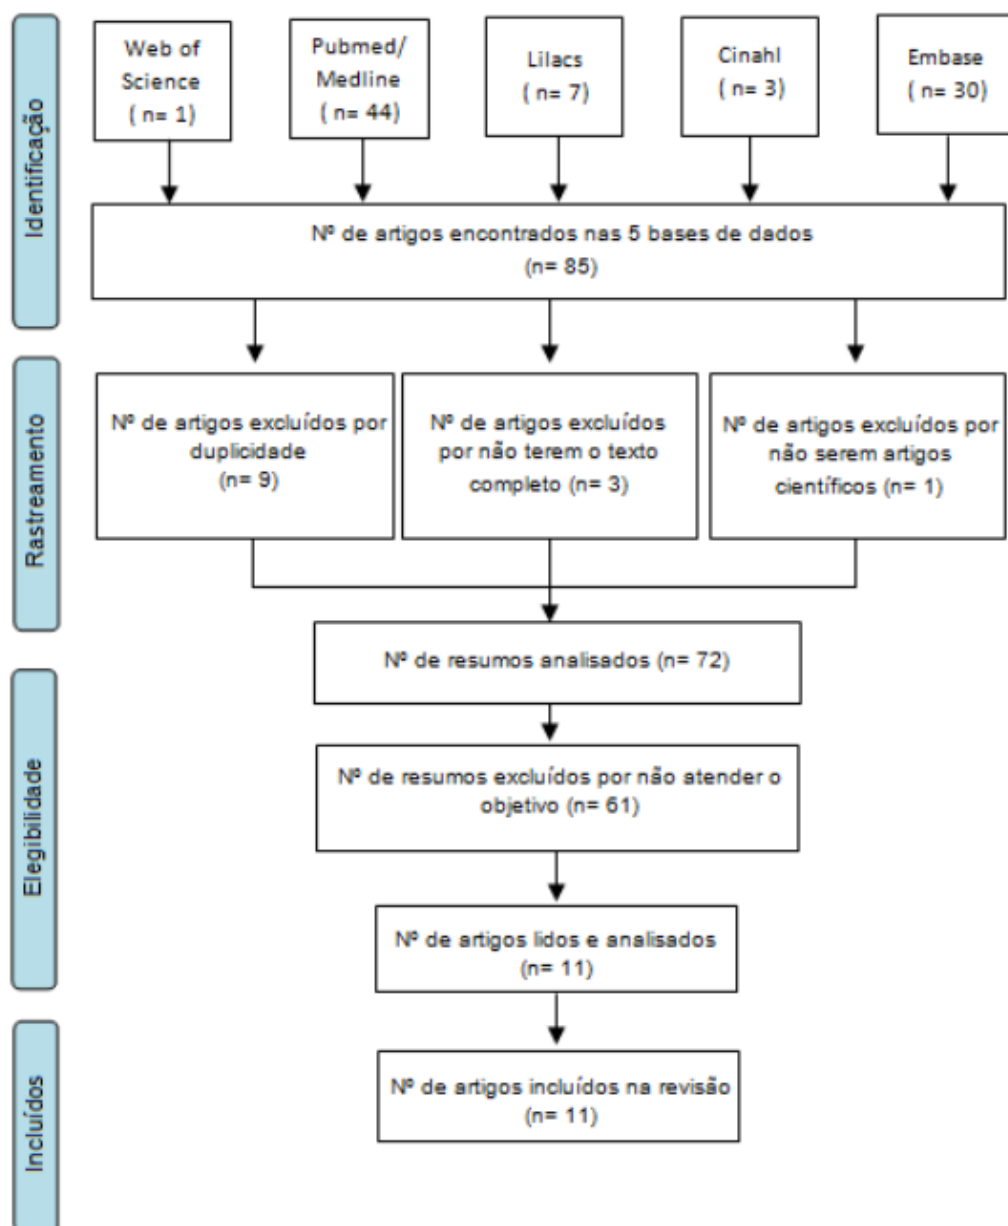 Identificação
Web of
Science
( n= 1)
Pubmed/
Medline
( n= 44)
Lilacs
( n= 7)
Cinahl
( n= 3)
Embase
( n= 30)
Nº de artigos encontrados nas 5 bases de dados
(n= 85)
Rastreamento
Nº de artigos excluídos por
duplicidade
(n= 9)
Nº de artigos excluídos
por não terem o texto
completo (n= 3)
Nº de artigos excluídos por
não serem artigos
científicos (n= 1)
Nº de resumos analisados (n= 72)
Elegibilidade
Nº de resumos excluídos por não atender o
objetivo (n= 61)
Nº de artigos lidos e analisados
(n= 11)
Incluídos
Nº de artigos incluídos na revisão
(n= 11)